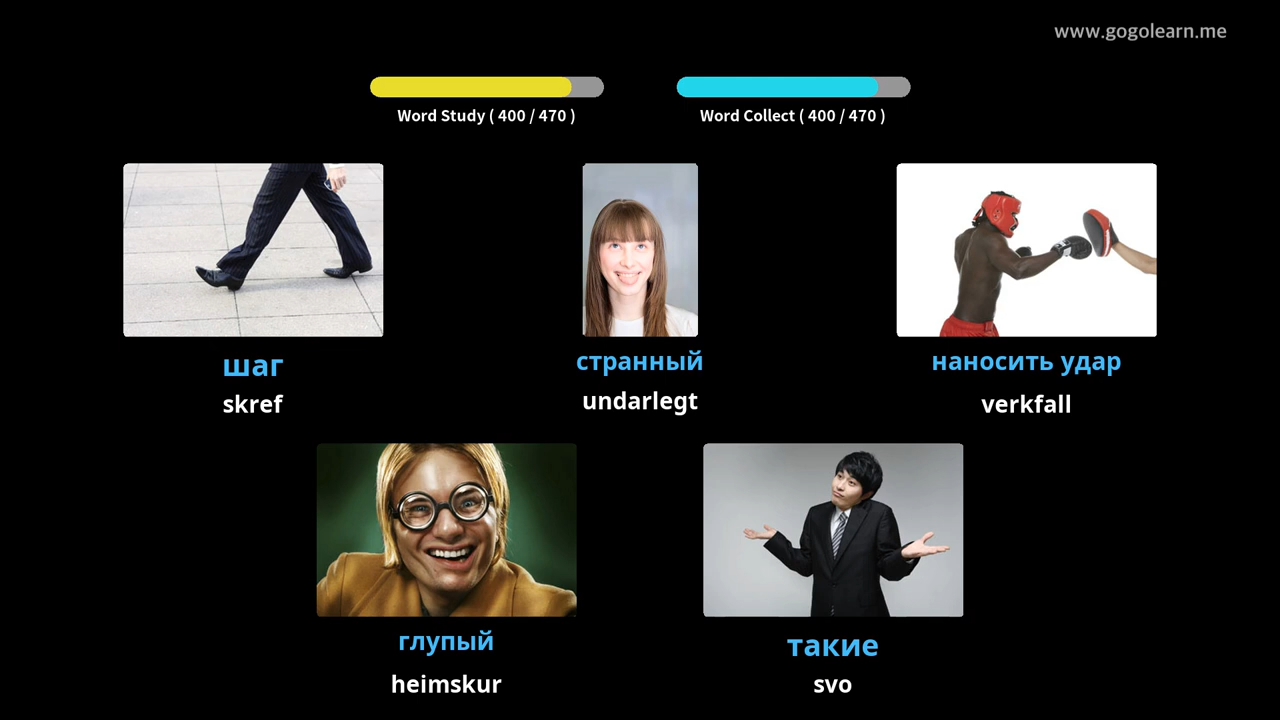 www.gogolearn.me
Word Study ( 400 / 470 )
Word Collect ( 400 / 470 )
шаг
skref
странный
undarlegt
наносить удар
verkfall
глупый
heimskur
такие
svo